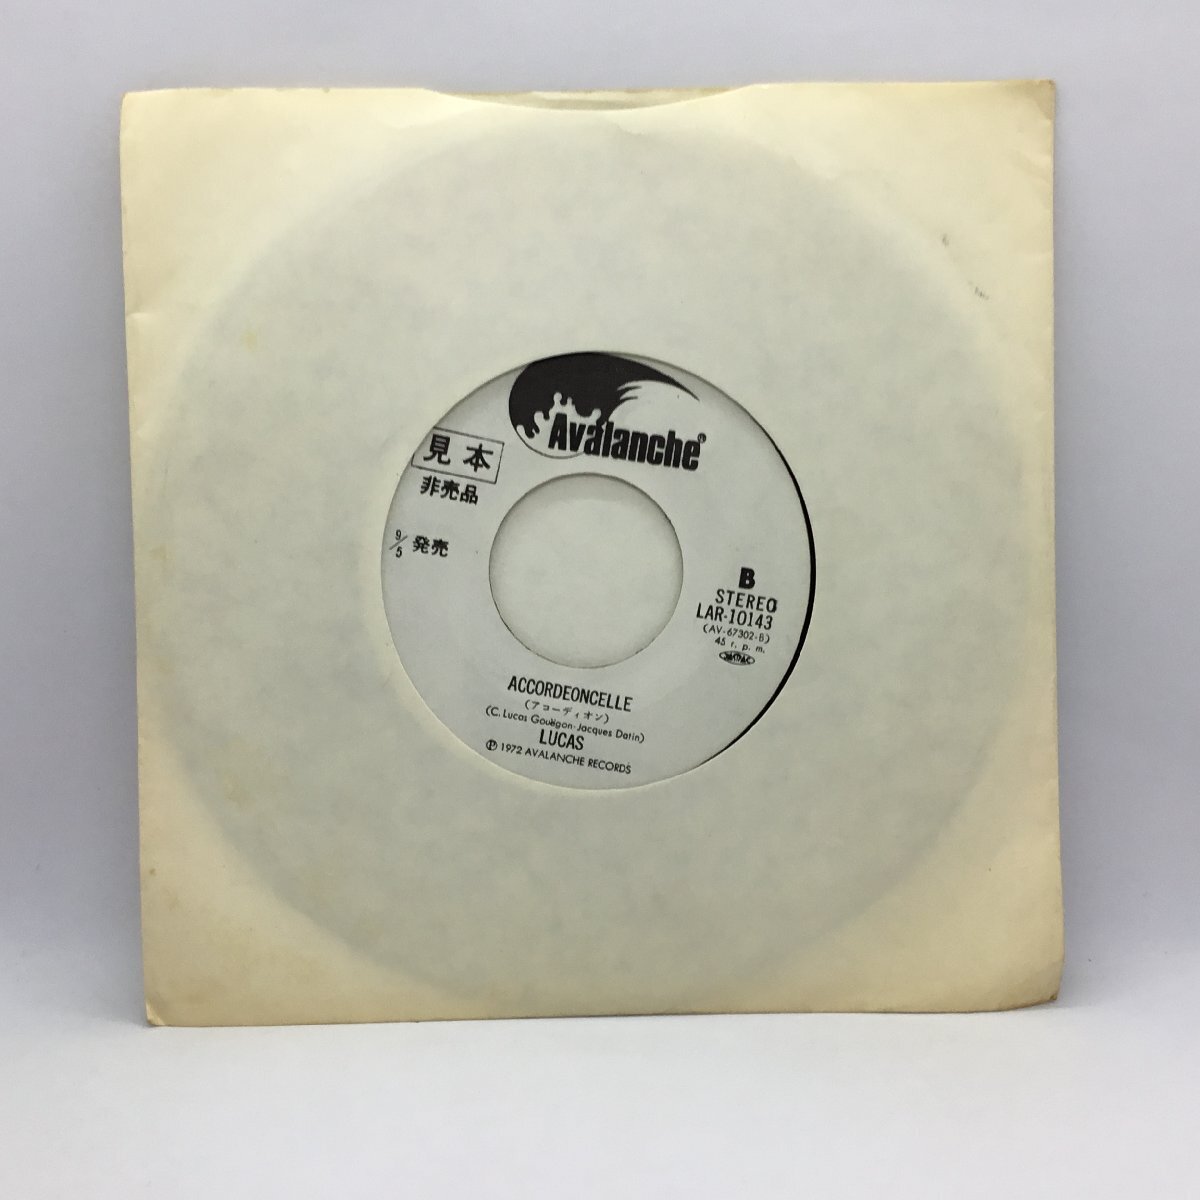 Avalanche®
見本
非売品
9/5 発売
B
STEREO
LAR-10143
(AV-67302-B)
45 r. p. m.
ACCORDEONCELLE
(アコーディオン)
(C. Lucas Gourgon·Jacques Datin)
LUCAS
Ⓟ 1972 AVALANCHE RECORDS